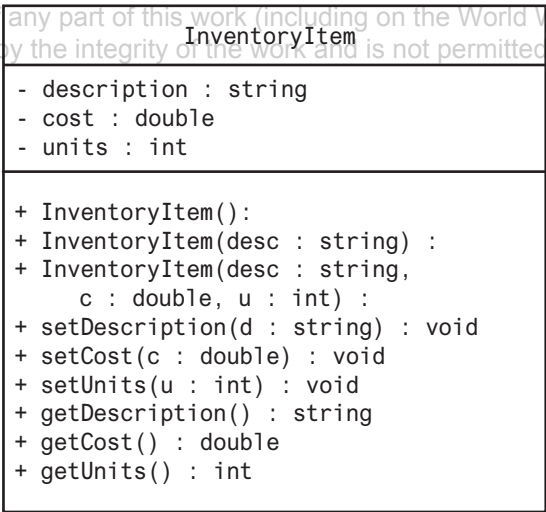 any part of this work (including on the World
InventoryItem
by the integrity of the work and is not permitted
- description : string
- cost : double
- units : int
+ InventoryItem():
+ InventoryItem(desc : string) :
+ InventoryItem(desc : string,
c : double, u : int) :
+ setDescription(d : string) : void
+ setCost(c : double) : void
+ setUnits(u : int) : void
+ getDescription() : string
+ getCost() : double
+ getUnits() : int